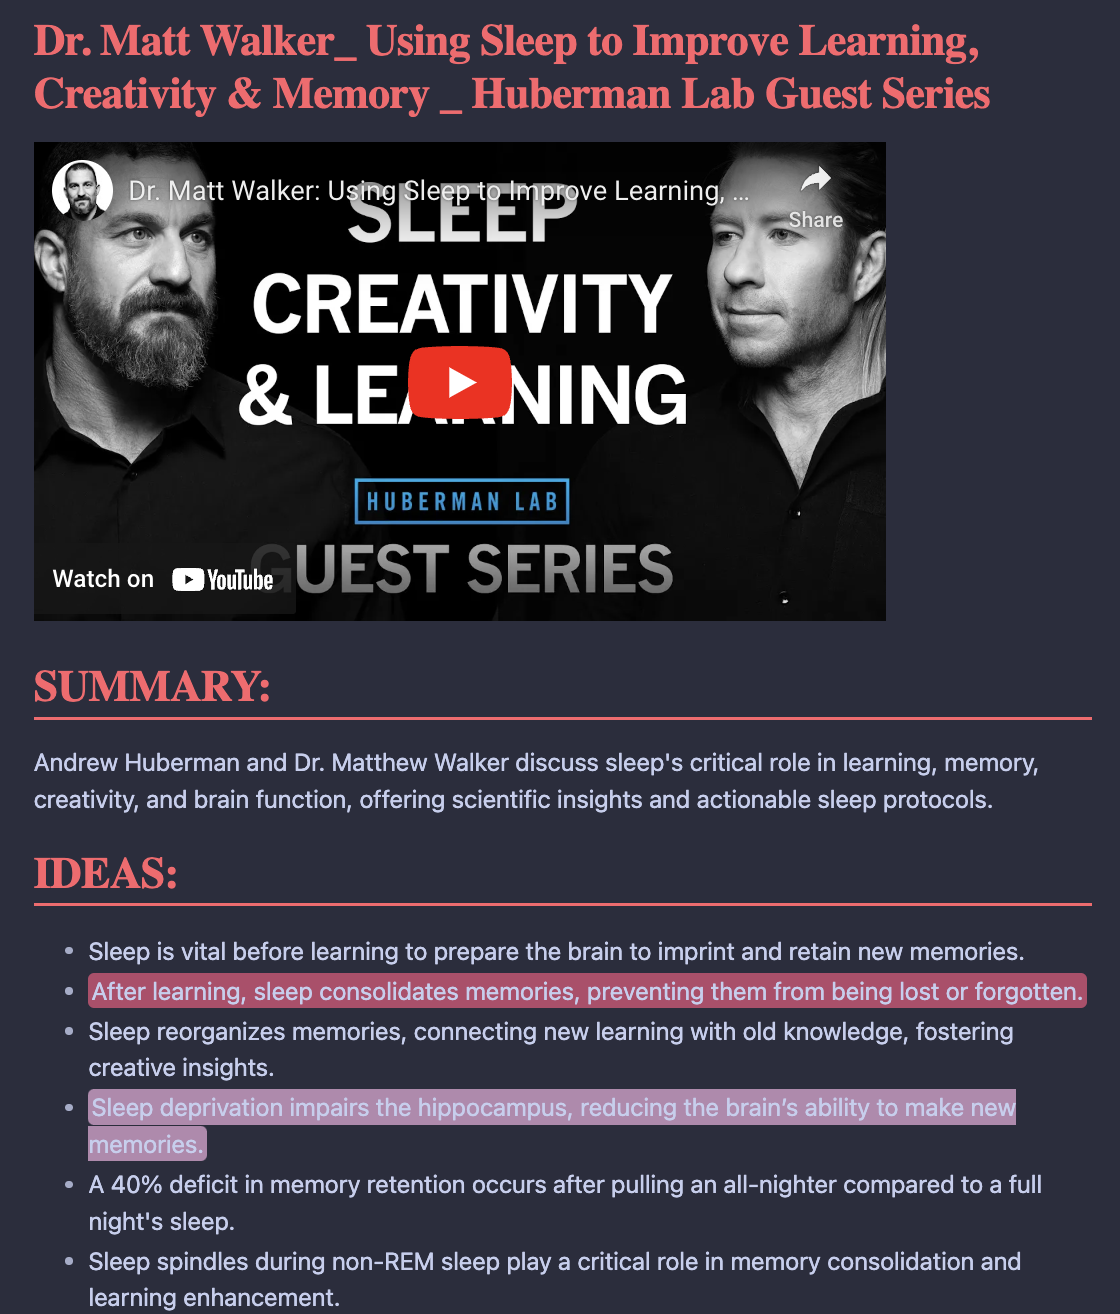 Dr. Matt Walker_ Using Sleep to Improve Learning,
Creativity & Memory _ Huberman Lab Guest Series
Dr. Matt Walker: Using Sleep to Improve Learning, ...
Share
SLEEP
CREATIVITY
& LEARNING
HUBERMAN LAB
GUEST SERIES
Watch on YouTube
SUMMARY:
Andrew Huberman and Dr. Matthew Walker discuss sleep's critical role in learning, memory,
creativity, and brain function, offering scientific insights and actionable sleep protocols.
IDEAS:
• Sleep is vital before learning to prepare the brain to imprint and retain new memories.
• After learning, sleep consolidates memories, preventing them from being lost or forgotten.
• Sleep reorganizes memories, connecting new learning with old knowledge, fostering
creative insights.
• Sleep deprivation impairs the hippocampus, reducing the brain’s ability to make new
memories.
• A 40% deficit in memory retention occurs after pulling an all-nighter compared to a full
night's sleep.
• Sleep spindles during non-REM sleep play a critical role in memory consolidation and
learning enhancement.